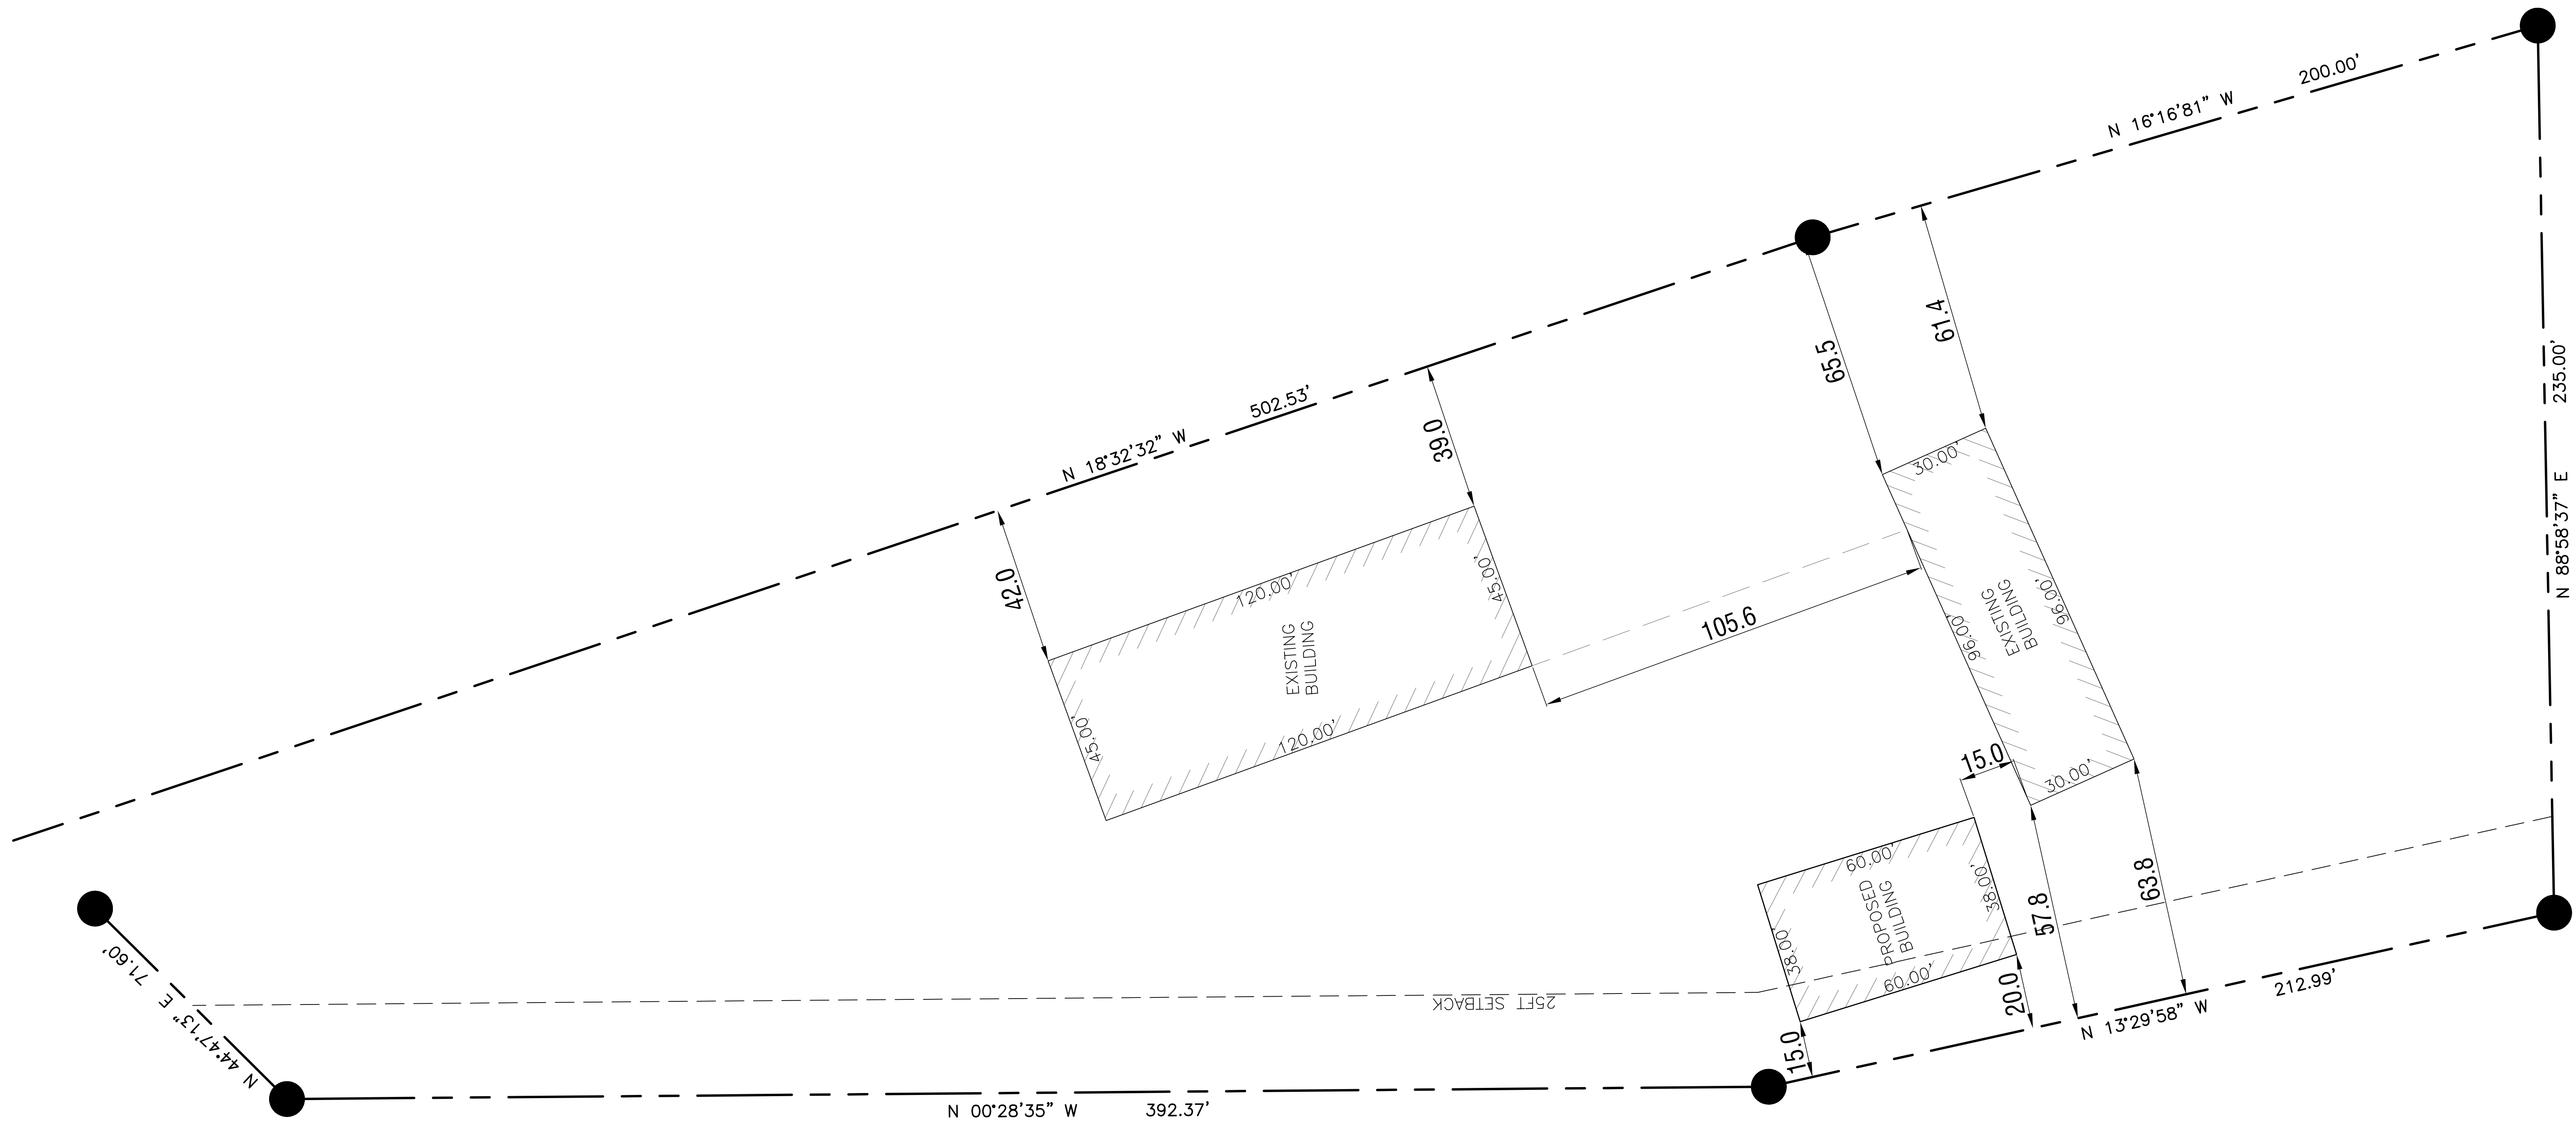 200.00'
N 16°16'81" W
61.4
65.5
235.00'
N 88°58'37" E
502.53'
N 18°32'32" W
39.0
42.0
30.00'
120.00'
45.00'
EXISTING
BUILDING
120.00'
45.00'
105.6
EXISTING
BUILDING
96.00'
96.00'
30.00'
15.0
60.00'
38.00'
PROPOSED
BUILDING
38.00'
60.00'
57.8
63.8
20.0
15.0
25FT SETBACK
212.99'
N 13°29'58" W
71.60'
N 44°47'13" E
N 00°28'35" W 392.37'